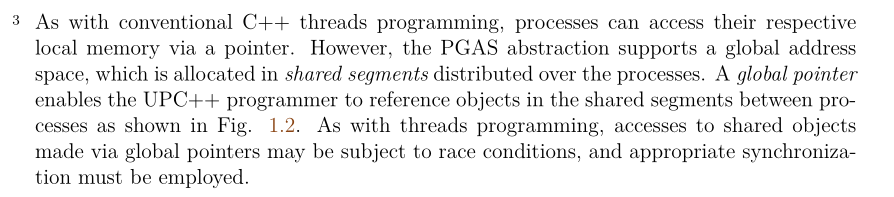 3 As with conventional C++ threads programming, processes can access their respective
local memory via a pointer. However, the PGAS abstraction supports a global address
space, which is allocated in shared segments distributed over the processes. A global pointer
enables the UPC++ programmer to reference objects in the shared segments between pro-
cesses as shown in Fig. 1.2. As with threads programming, accesses to shared objects
made via global pointers may be subject to race conditions, and appropriate synchroniza-
tion must be employed.